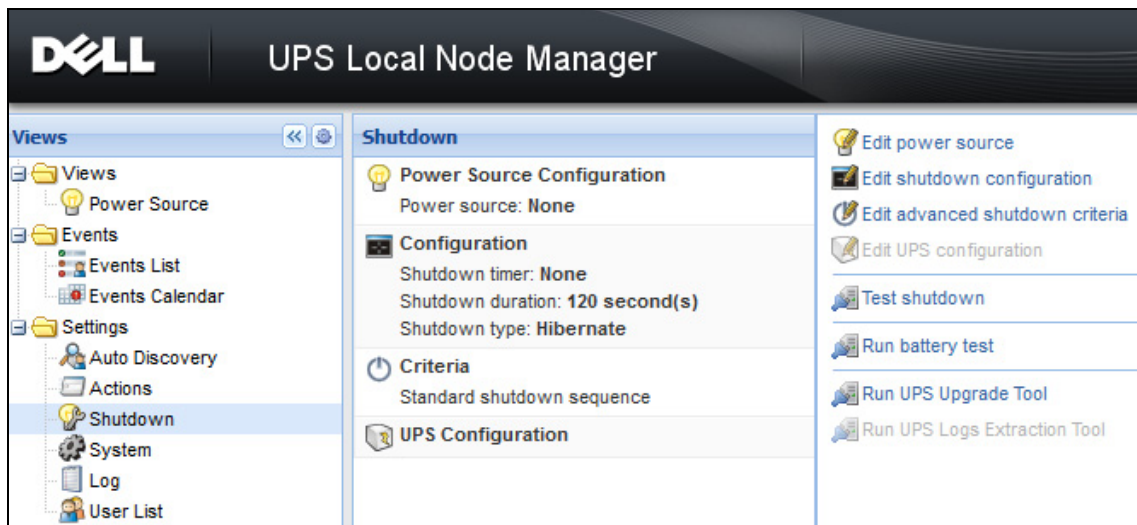 DELL
UPS Local Node Manager
Views
Views
Power Source
Events
Events List
Events Calendar
Settings
Auto Discovery
Actions
Shutdown
System
Log
User List
Shutdown
Power Source Configuration
Power source: None
Configuration
Shutdown timer: None
Shutdown duration: 120 second(s)
Shutdown type: Hibernate
Criteria
Standard shutdown sequence
UPS Configuration
Edit power source
Edit shutdown configuration
Edit advanced shutdown criteria
Edit UPS configuration
Test shutdown
Run battery test
Run UPS Upgrade Tool
Run UPS Logs Extraction Tool